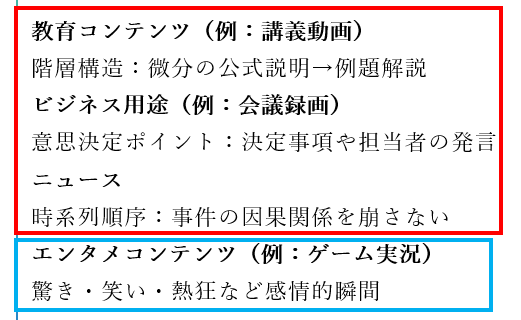 教育コンテンツ（例：講義動画）
階層構造：微分の公式説明→例題解説
ビジネス用途（例：会議録画）
意思決定ポイント：決定事項や担当者の発言
ニュース
時系列順序：事件の因果関係を崩さない
エンタメコンテンツ（例：ゲーム実況）
驚き・笑い・熱狂など感情的瞬間